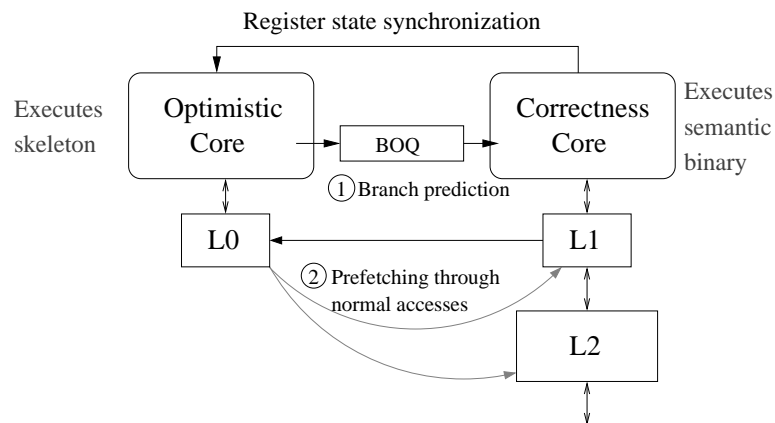 Register state synchronization
Executes
skeleton
Optimistic
Core
BOQ
Correctness
Core
Executes
semantic
binary
1 Branch prediction
L0
L1
2 Prefetching through
normal accesses
L2